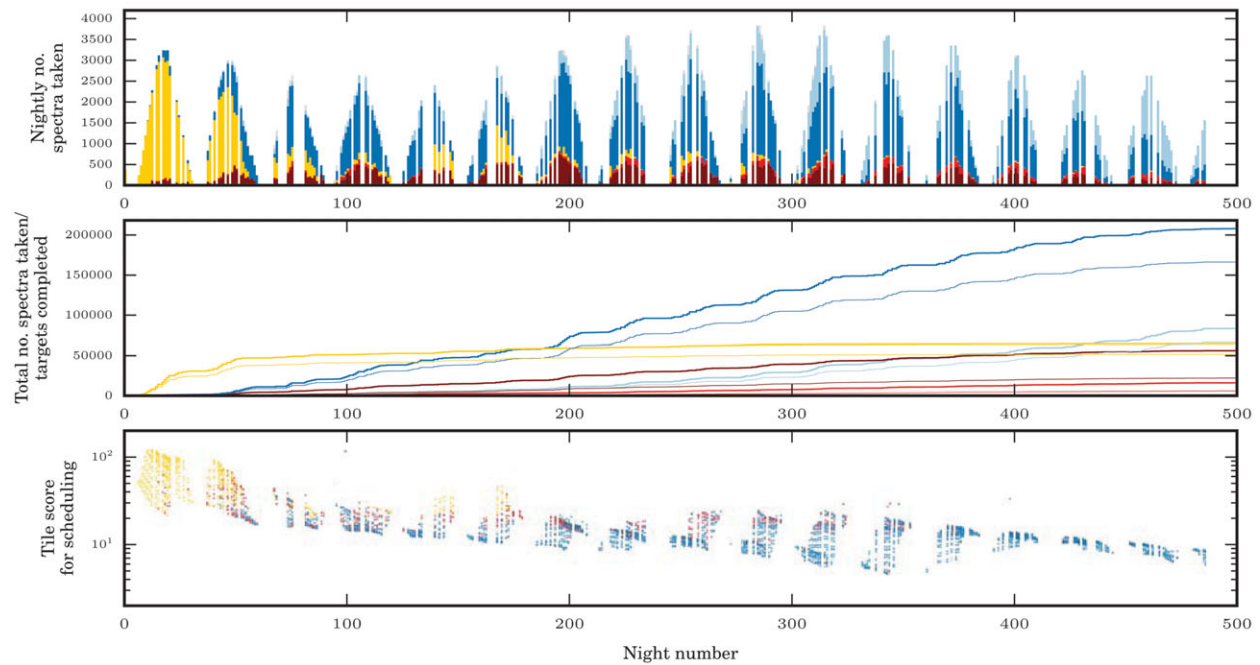 Nightly no.
spectra taken
4000
3500
3000
2500
2000
1500
1000
500
0
0 100 200 300 400 500
Total no. spectra taken/
targets completed
200000
150000
100000
50000
0
0 100 200 300 400 500
Tile score
for scheduling
10²
10¹
0 100 200 300 400 500
Night number